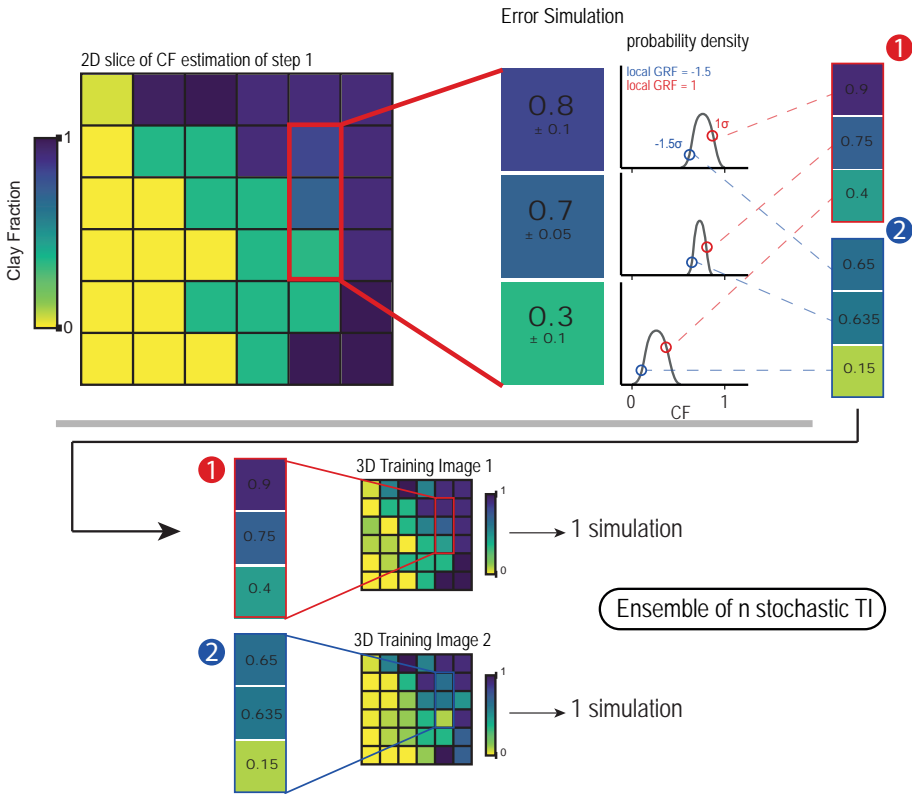 Error Simulation
2D slice of CF estimation of step 1
probability density
1
local GRF = -1.5
local GRF = 1
Clay Fraction
1
0
0.8
± 0.1
0.7
± 0.05
0.3
± 0.1
-1.5σ
1σ
0
1
CF
0.9
0.75
0.4
2
0.65
0.635
0.15
1
0.9
0.75
0.4
3D Training Image 1
1
0
1 simulation
Ensemble of n stochastic TI
2
0.65
0.635
0.15
3D Training Image 2
1
0
1 simulation